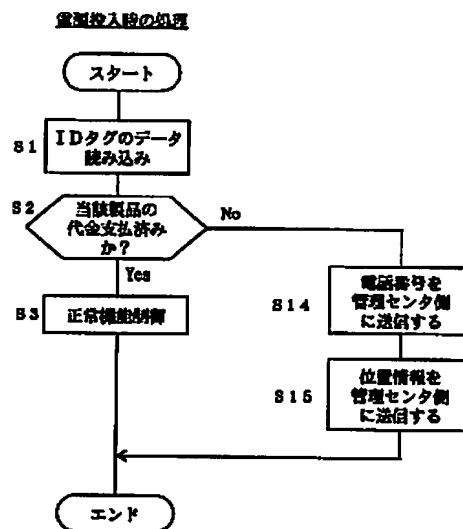 電源投入時の処理
スタート
S1
IDタグのデータ
読み込み
S2
当該製品の
代金支払済み
か?
No
Yes
S3
正常機能制御
S14
電話番号を
管理センタ側
に送信する
S15
位置情報を
管理センタ側
に送信する
エンド